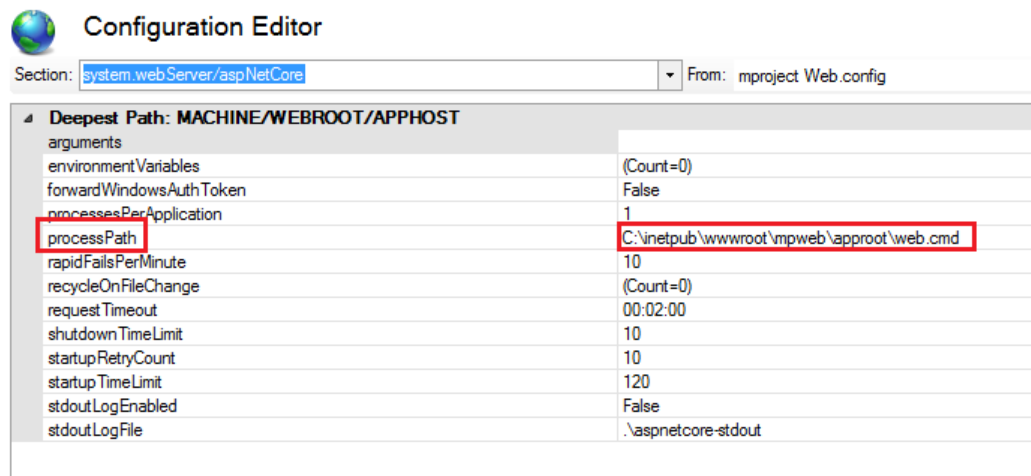 Configuration Editor
Section: system.webServer/aspNetCore From: mproject Web.config
Deepest Path: MACHINE/WEBROOT/APPHOST
arguments
environmentVariables (Count=0)
forwardWindowsAuthToken False
processesPerApplication 1
processPath C:\inetpub\wwwroot\mpweb\approot\web.cmd
rapidFailsPerMinute 10
recycleOnFileChange (Count=0)
requestTimeout 00:02:00
shutdownTimeLimit 10
startupRetryCount 10
startupTimeLimit 120
stdoutLogEnabled False
stdoutLogFile .\aspnetcore-stdout